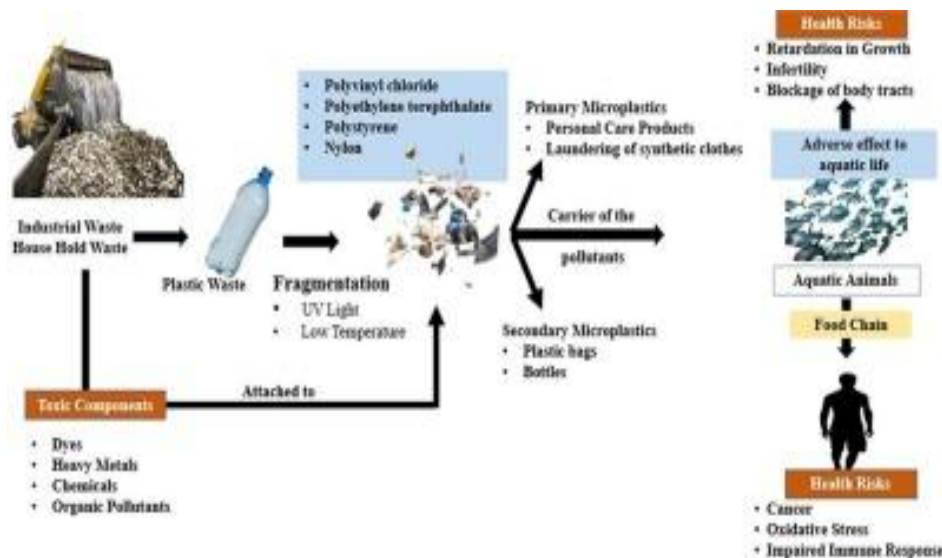 Health Risks
• Retardation in Growth
• Infertility
• Blockage of body tracts
• Polyvinyl chloride
• Polyethylene terephthalate
• Polystyrene
• Nylon
Primary Microplastics
• Personal Care Products
• Laundering of synthetic clothes
Adverse effect to
aquatic life
Industrial Waste
House Hold Waste
Carrier of the
pollutants
Plastic Waste
Fragmentation
• UV Light
• Low Temperature
Aquatic Animals
Food Chain
Secondary Microplastics
• Plastic bags
• Bottles
Attached to
Toxic Components
• Dyes
• Heavy Metals
• Chemicals
• Organic Pollutants
Health Risks
• Cancer
• Oxidative Stress
• Impaired Immune Response